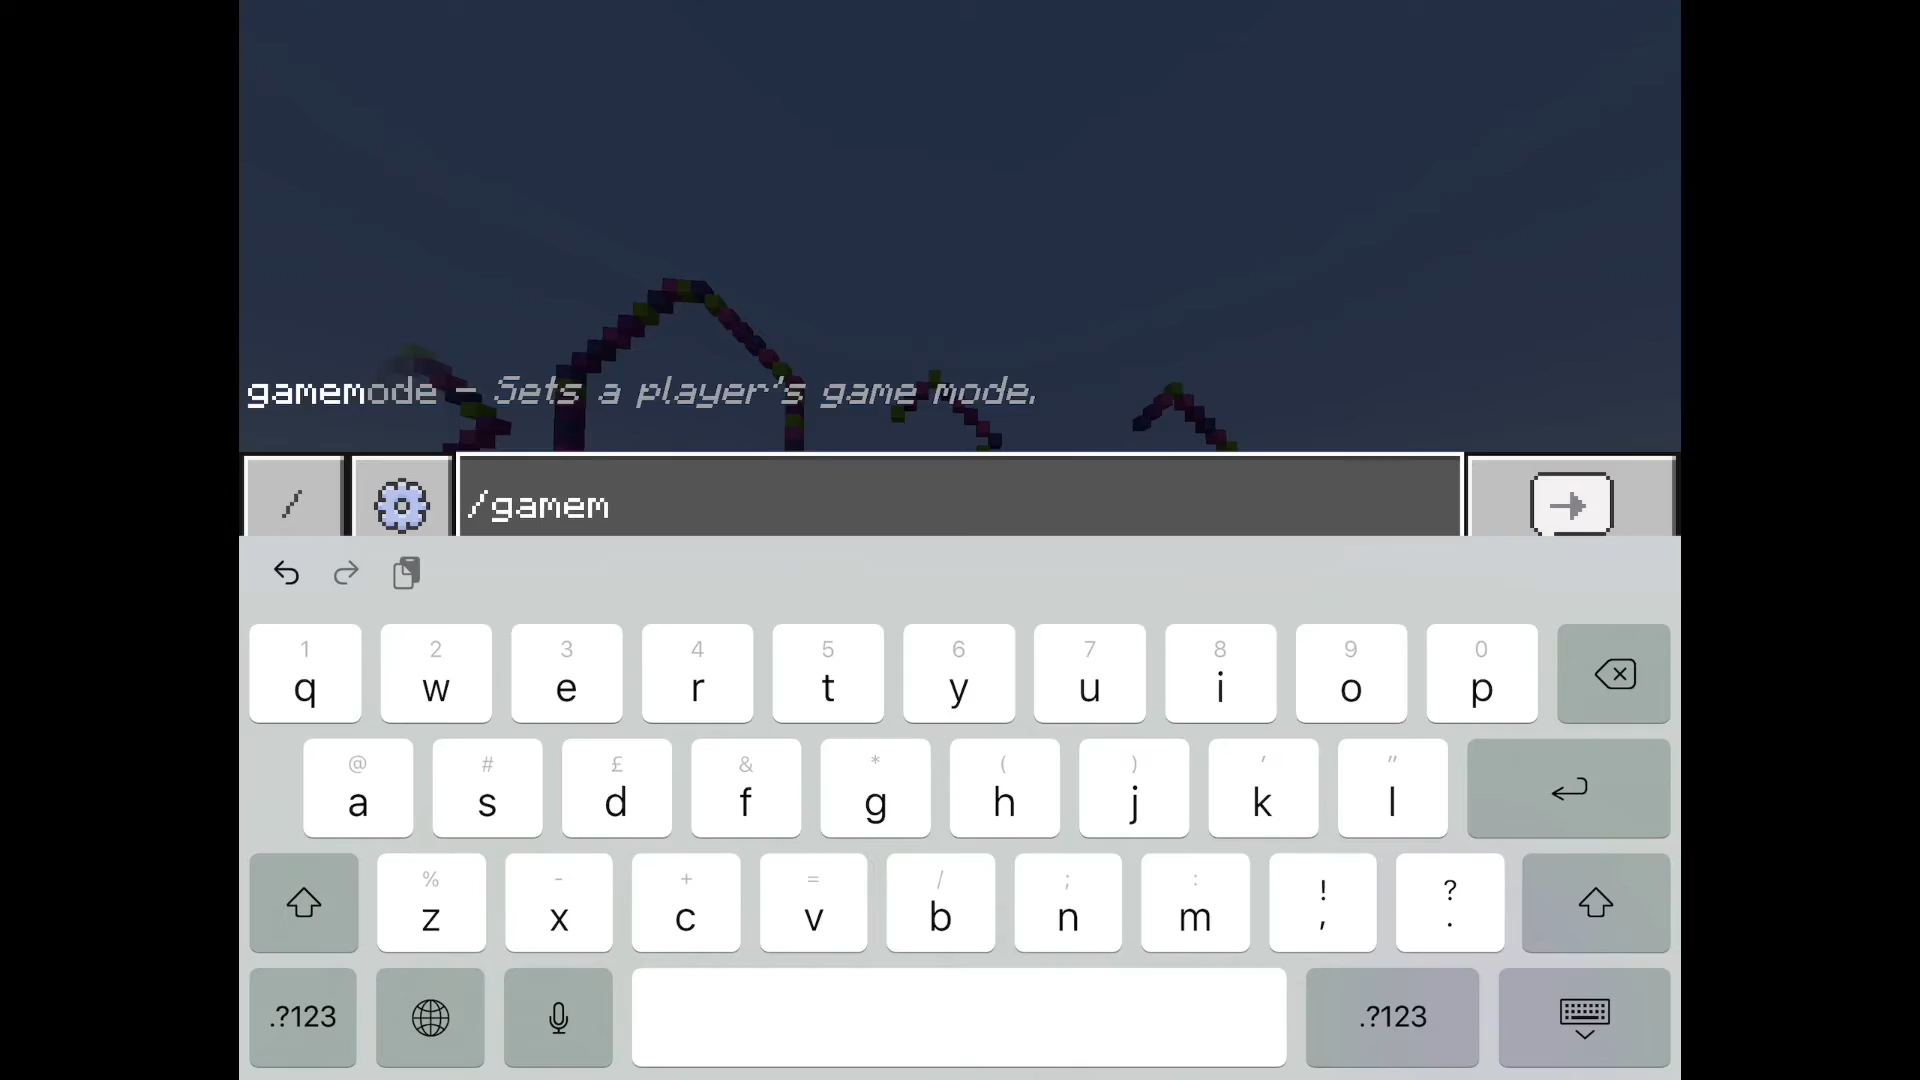 gamemode - Sets a player's game mode.
/ /gamem
1 2 3 4 5 6 7 8 9 0
q w e r t y u i o p
@ # £ & * ( ) ' "
a s d f g h j k l
% - + = / ; : ! ?
z x c v b n m , .
.?123 .?123